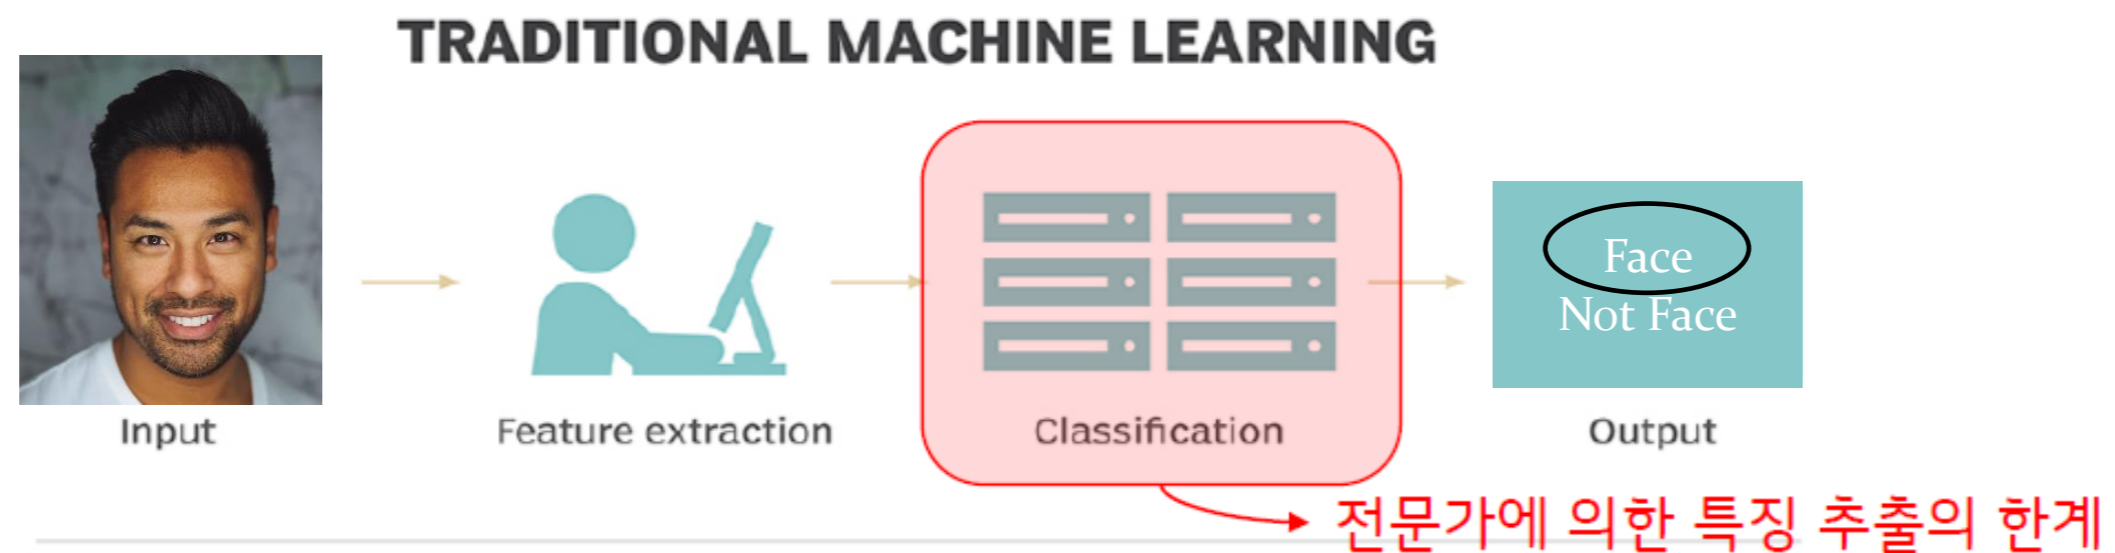 TRADITIONAL MACHINE LEARNING
Face
Not Face
Input
Feature extraction
Classification
Output
전문가에 의한 특징 추출의 한계